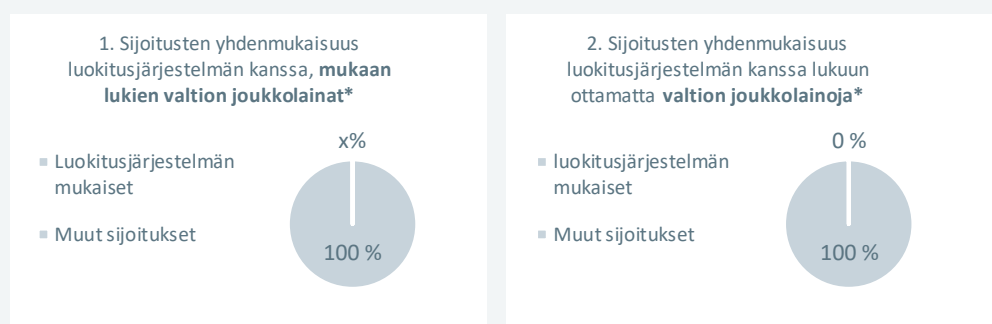 1. Sijoitusten yhdenmukaisuus
luokitusjärjestelmän kanssa, mukaan
lukien valtion joukkolainat*
x%
Luokitusjärjestelmän
mukaiset
Muut sijoitukset
100 %
2. Sijoitusten yhdenmukaisuus
luokitusjärjestelmän kanssa lukuun
ottamatta valtion joukkolainoja*
0 %
luokitusjärjestelmän
mukaiset
Muut sijoitukset
100 %